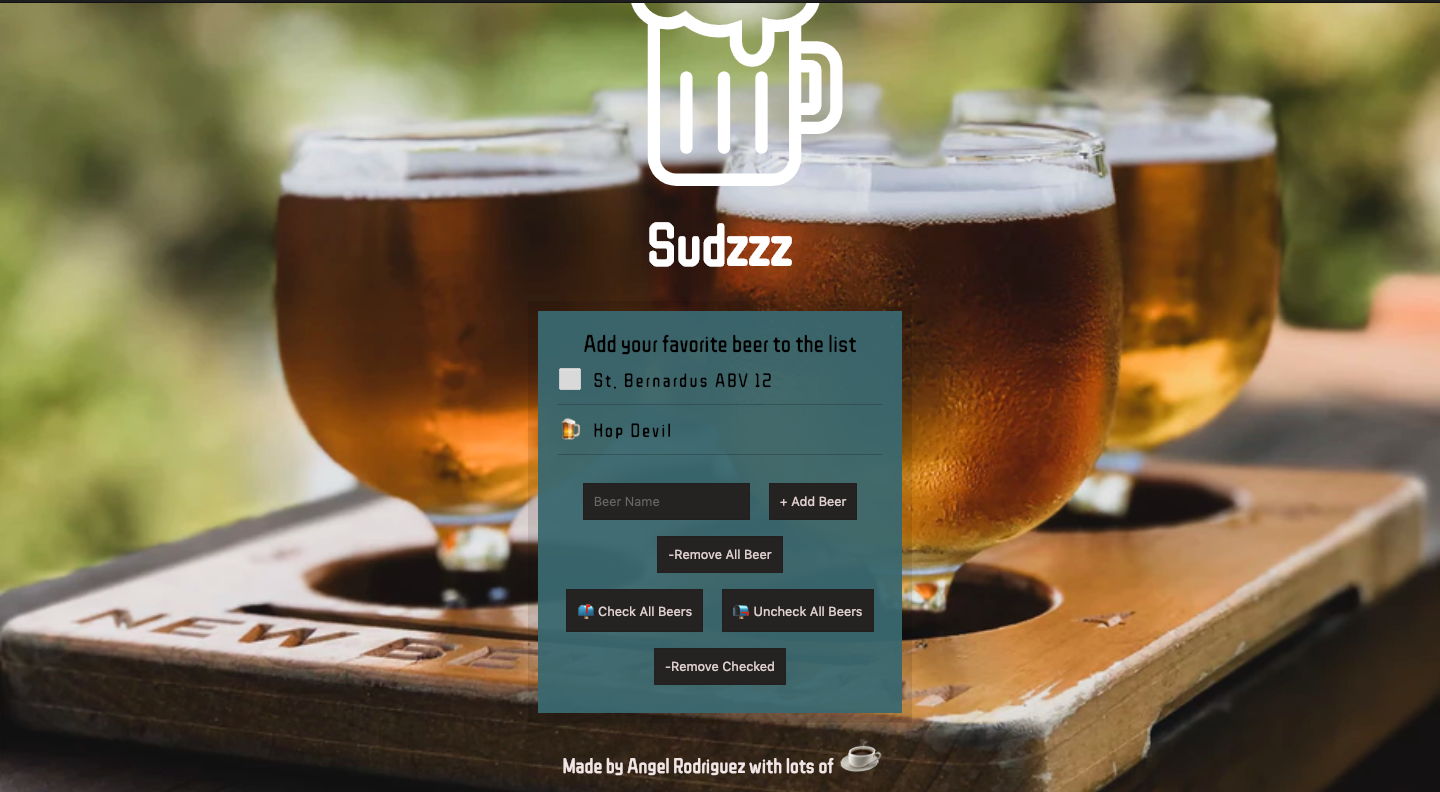 Sudzzz
Add your favorite beer to the list
St. Bernardus ABV 12
Hop Devil
Beer Name + Add Beer
-Remove All Beer
Check All Beers Uncheck All Beers
-Remove Checked
NEW BE
Made by Angel Rodriguez with lots of